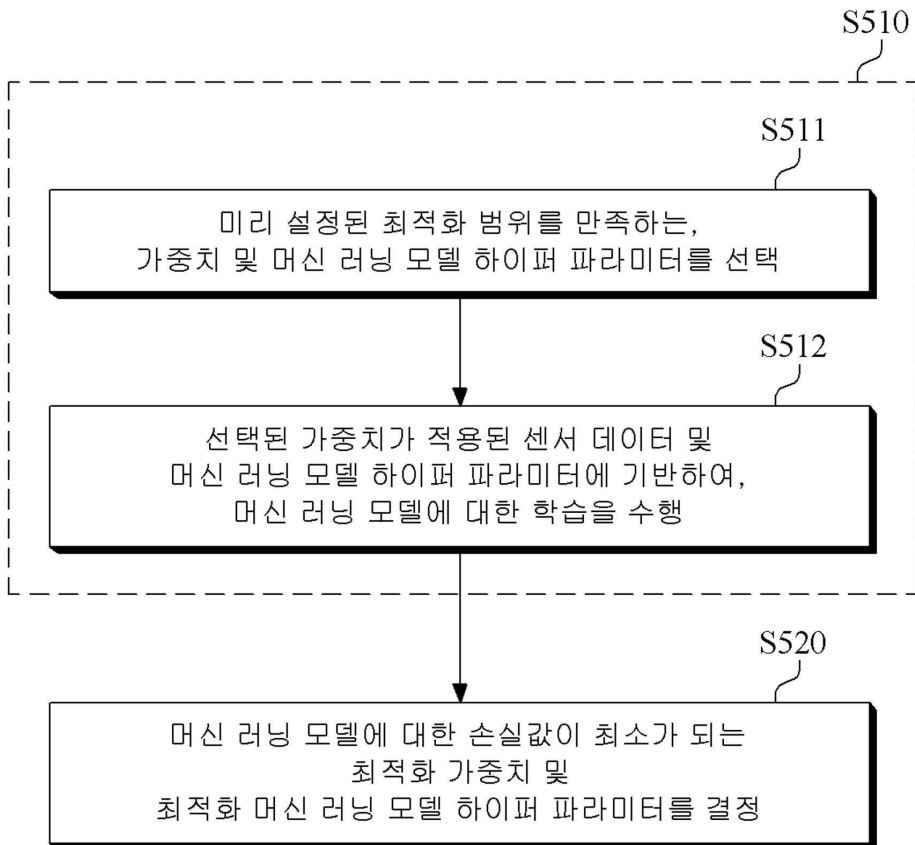 S510
S511
미리 설정된 최적화 범위를 만족하는,
가중치 및 머신 러닝 모델 하이퍼 파라미터를 선택
S512
선택된 가중치가 적용된 센서 데이터 및
머신 러닝 모델 하이퍼 파라미터에 기반하여,
머신 러닝 모델에 대한 학습을 수행
S520
머신 러닝 모델에 대한 손실값이 최소가 되는
최적화 가중치 및
최적화 머신 러닝 모델 하이퍼 파라미터를 결정